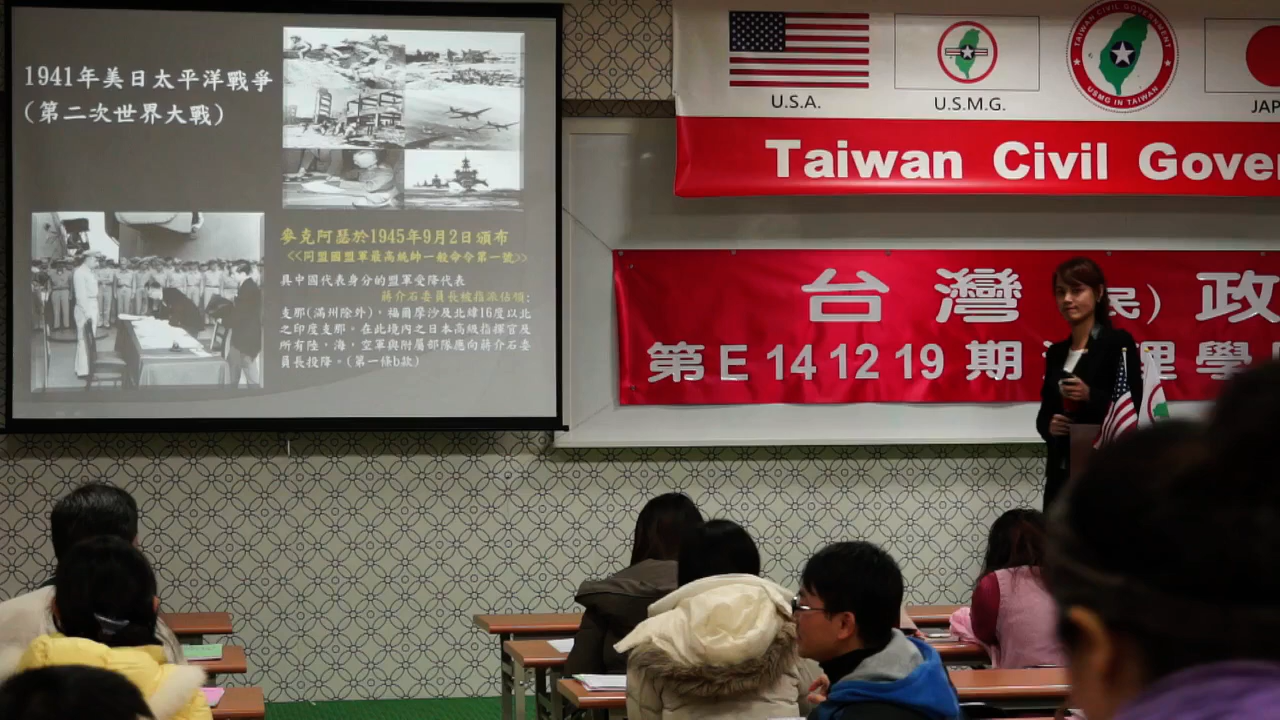 1941年美日太平洋戰爭
(第二次世界大戰)
麥克阿瑟於1945年9月2日頒布
<<同盟國盟軍最高統帥一般命令第一號>>
具中國代表身分的盟軍受降代表
蔣介石委員長被指派佔領:
支那(滿州除外)，福爾摩沙及北緯16度以北
之印度支那。在此境內之日本高級指揮官及
所有陸，海，空軍與附屬部隊應向蔣介石委
員長投降。(第一條b款)
U.S.A.
U.S.M.G.
TAIWAN CIVIL GOVERNMENT
USMG IN TAIWAN
JAP
Taiwan Civil Gove
台灣 民) 政
第E 14 12 19 期 理學